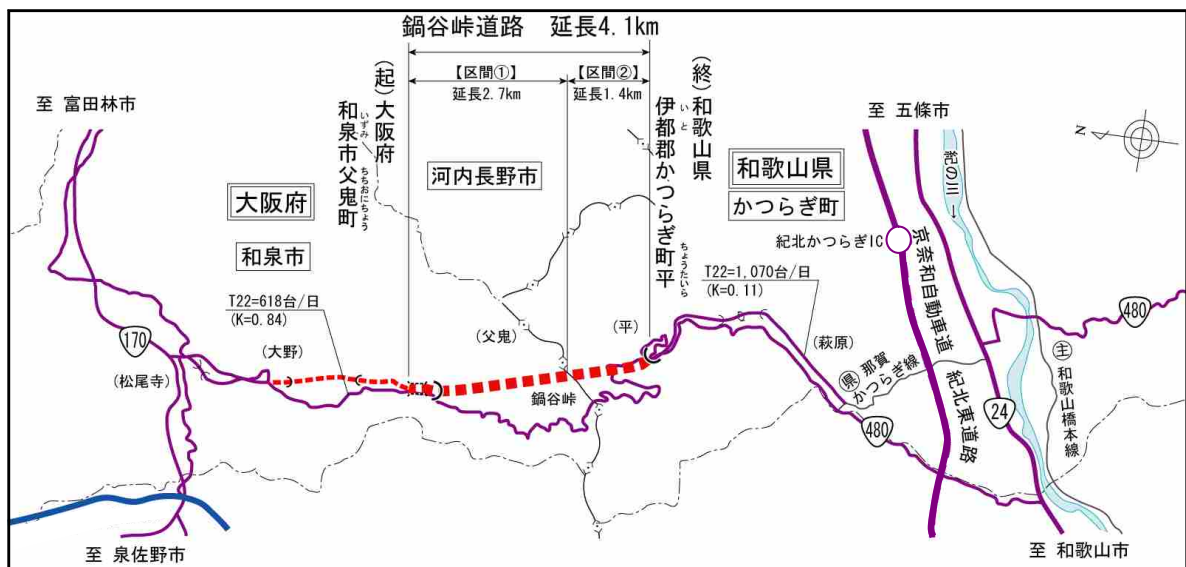 鍋谷峠道路　延長4.1km
【区間①】
延長2.7km
【区間②】
延長1.4km
(起)大阪府
和泉市父鬼町
いずみ
ちちおにちょう
(終)和歌山県
伊都郡かつらぎ町平
いと
ちょうたいら
至 富田林市
至 五條市
N
河内長野市
和歌山県
かつらぎ町
大阪府
和泉市
紀の川→
紀北かつらぎIC
京奈和自動車道
T22=618台/日
(K=0.84)
T22=1,070台/日
(K=0.11)
480
170
(大野)
(父鬼)
(平)
(萩原)
(松尾寺)
鍋谷峠
県 那賀
かつらぎ線
480
紀北東道路
24
主 和歌山橋本線
至 泉佐野市
至 和歌山市